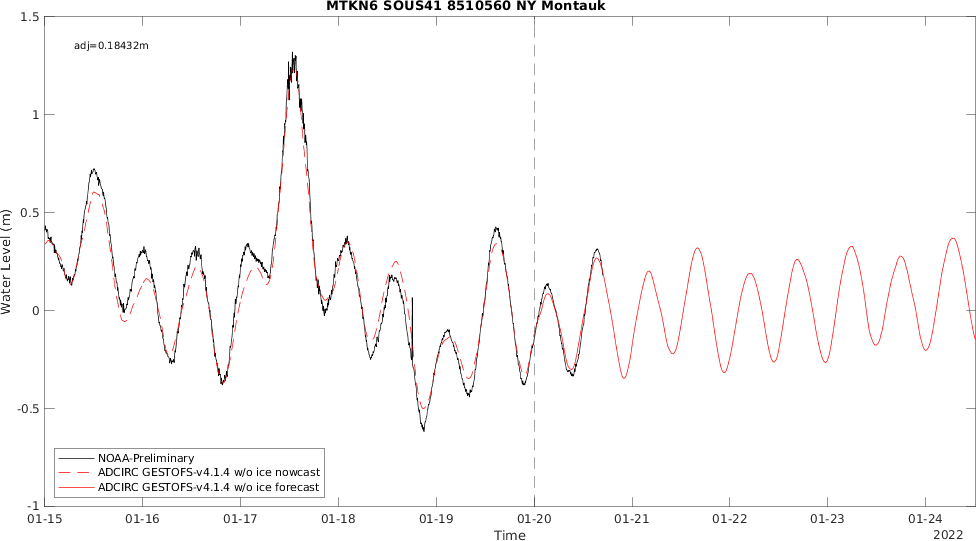 MTKN6 SOUS41 8510560 NY Montauk
adj=0.18432m
Water Level (m)
1.5
1
0.5
0
-0.5
-1
NOAA-Preliminary
ADCIRC GESTOFS-v4.1.4 w/o ice nowcast
ADCIRC GESTOFS-v4.1.4 w/o ice forecast
01-15 01-16 01-17 01-18 01-19 01-20 01-21 01-22 01-23 01-24
Time
2022